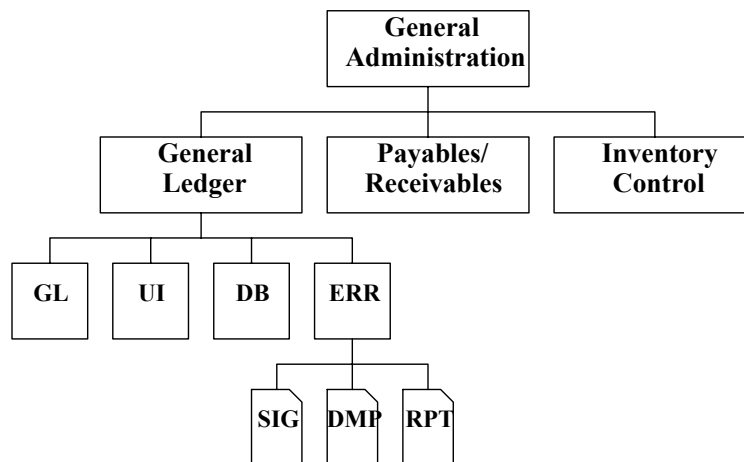 General
Administration
General
Ledger
Payables/
Receivables
Inventory
Control
GL
UI
DB
ERR
SIG
DMP
RPT